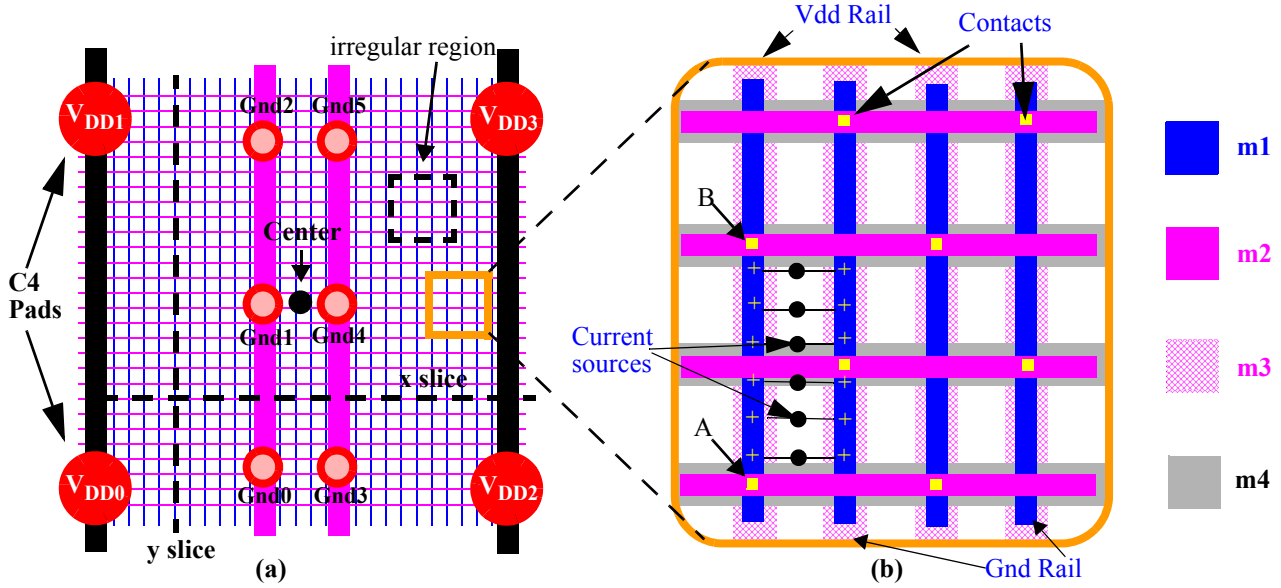 irregular region
VDD1
Gnd2
Gnd5
VDD3
Center
C4
Pads
Gnd1
Gnd4
x slice
VDD0
Gnd0
Gnd3
VDD2
y slice
(a)
Vdd Rail
Contacts
B
Current
sources
A
(b)
Gnd Rail
m1
m2
m3
m4